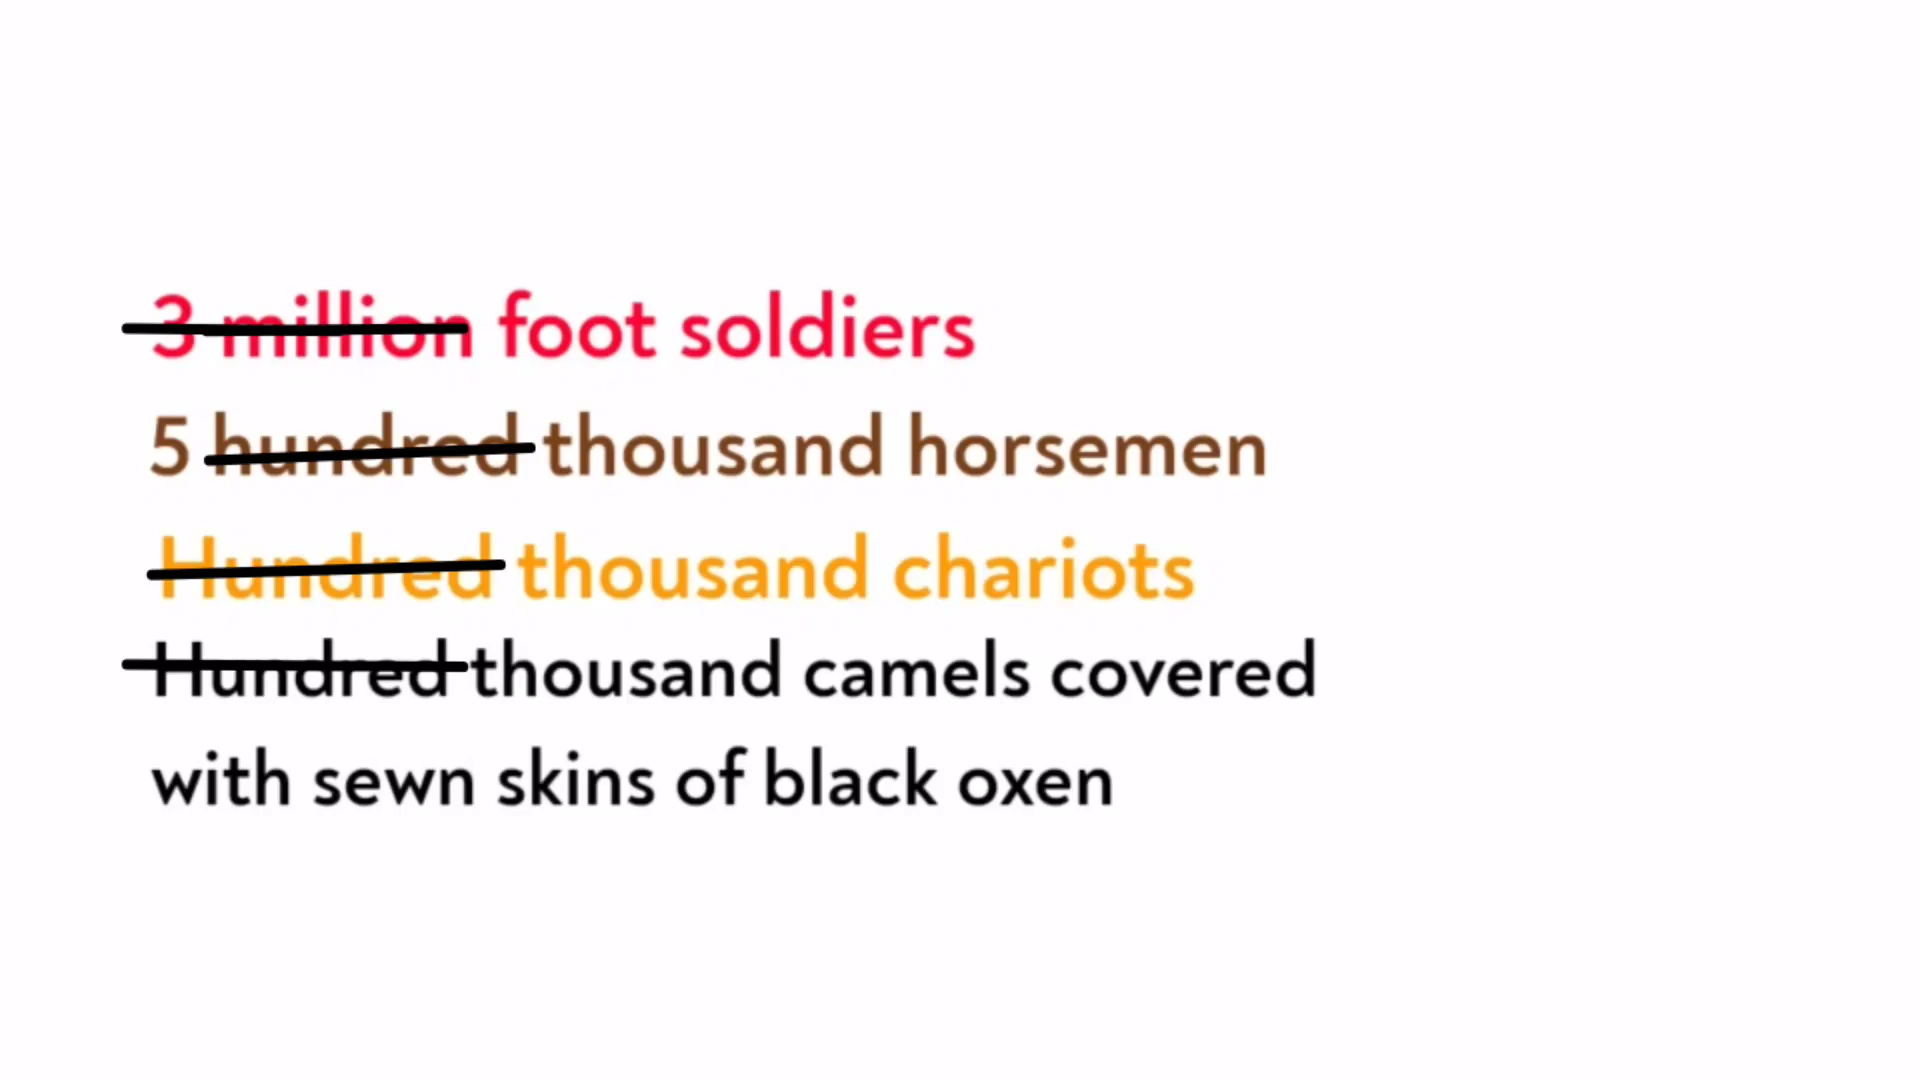 3 million foot soldiers
5 hundred thousand horsemen
Hundred thousand chariots
Hundred thousand camels covered
with sewn skins of black oxen